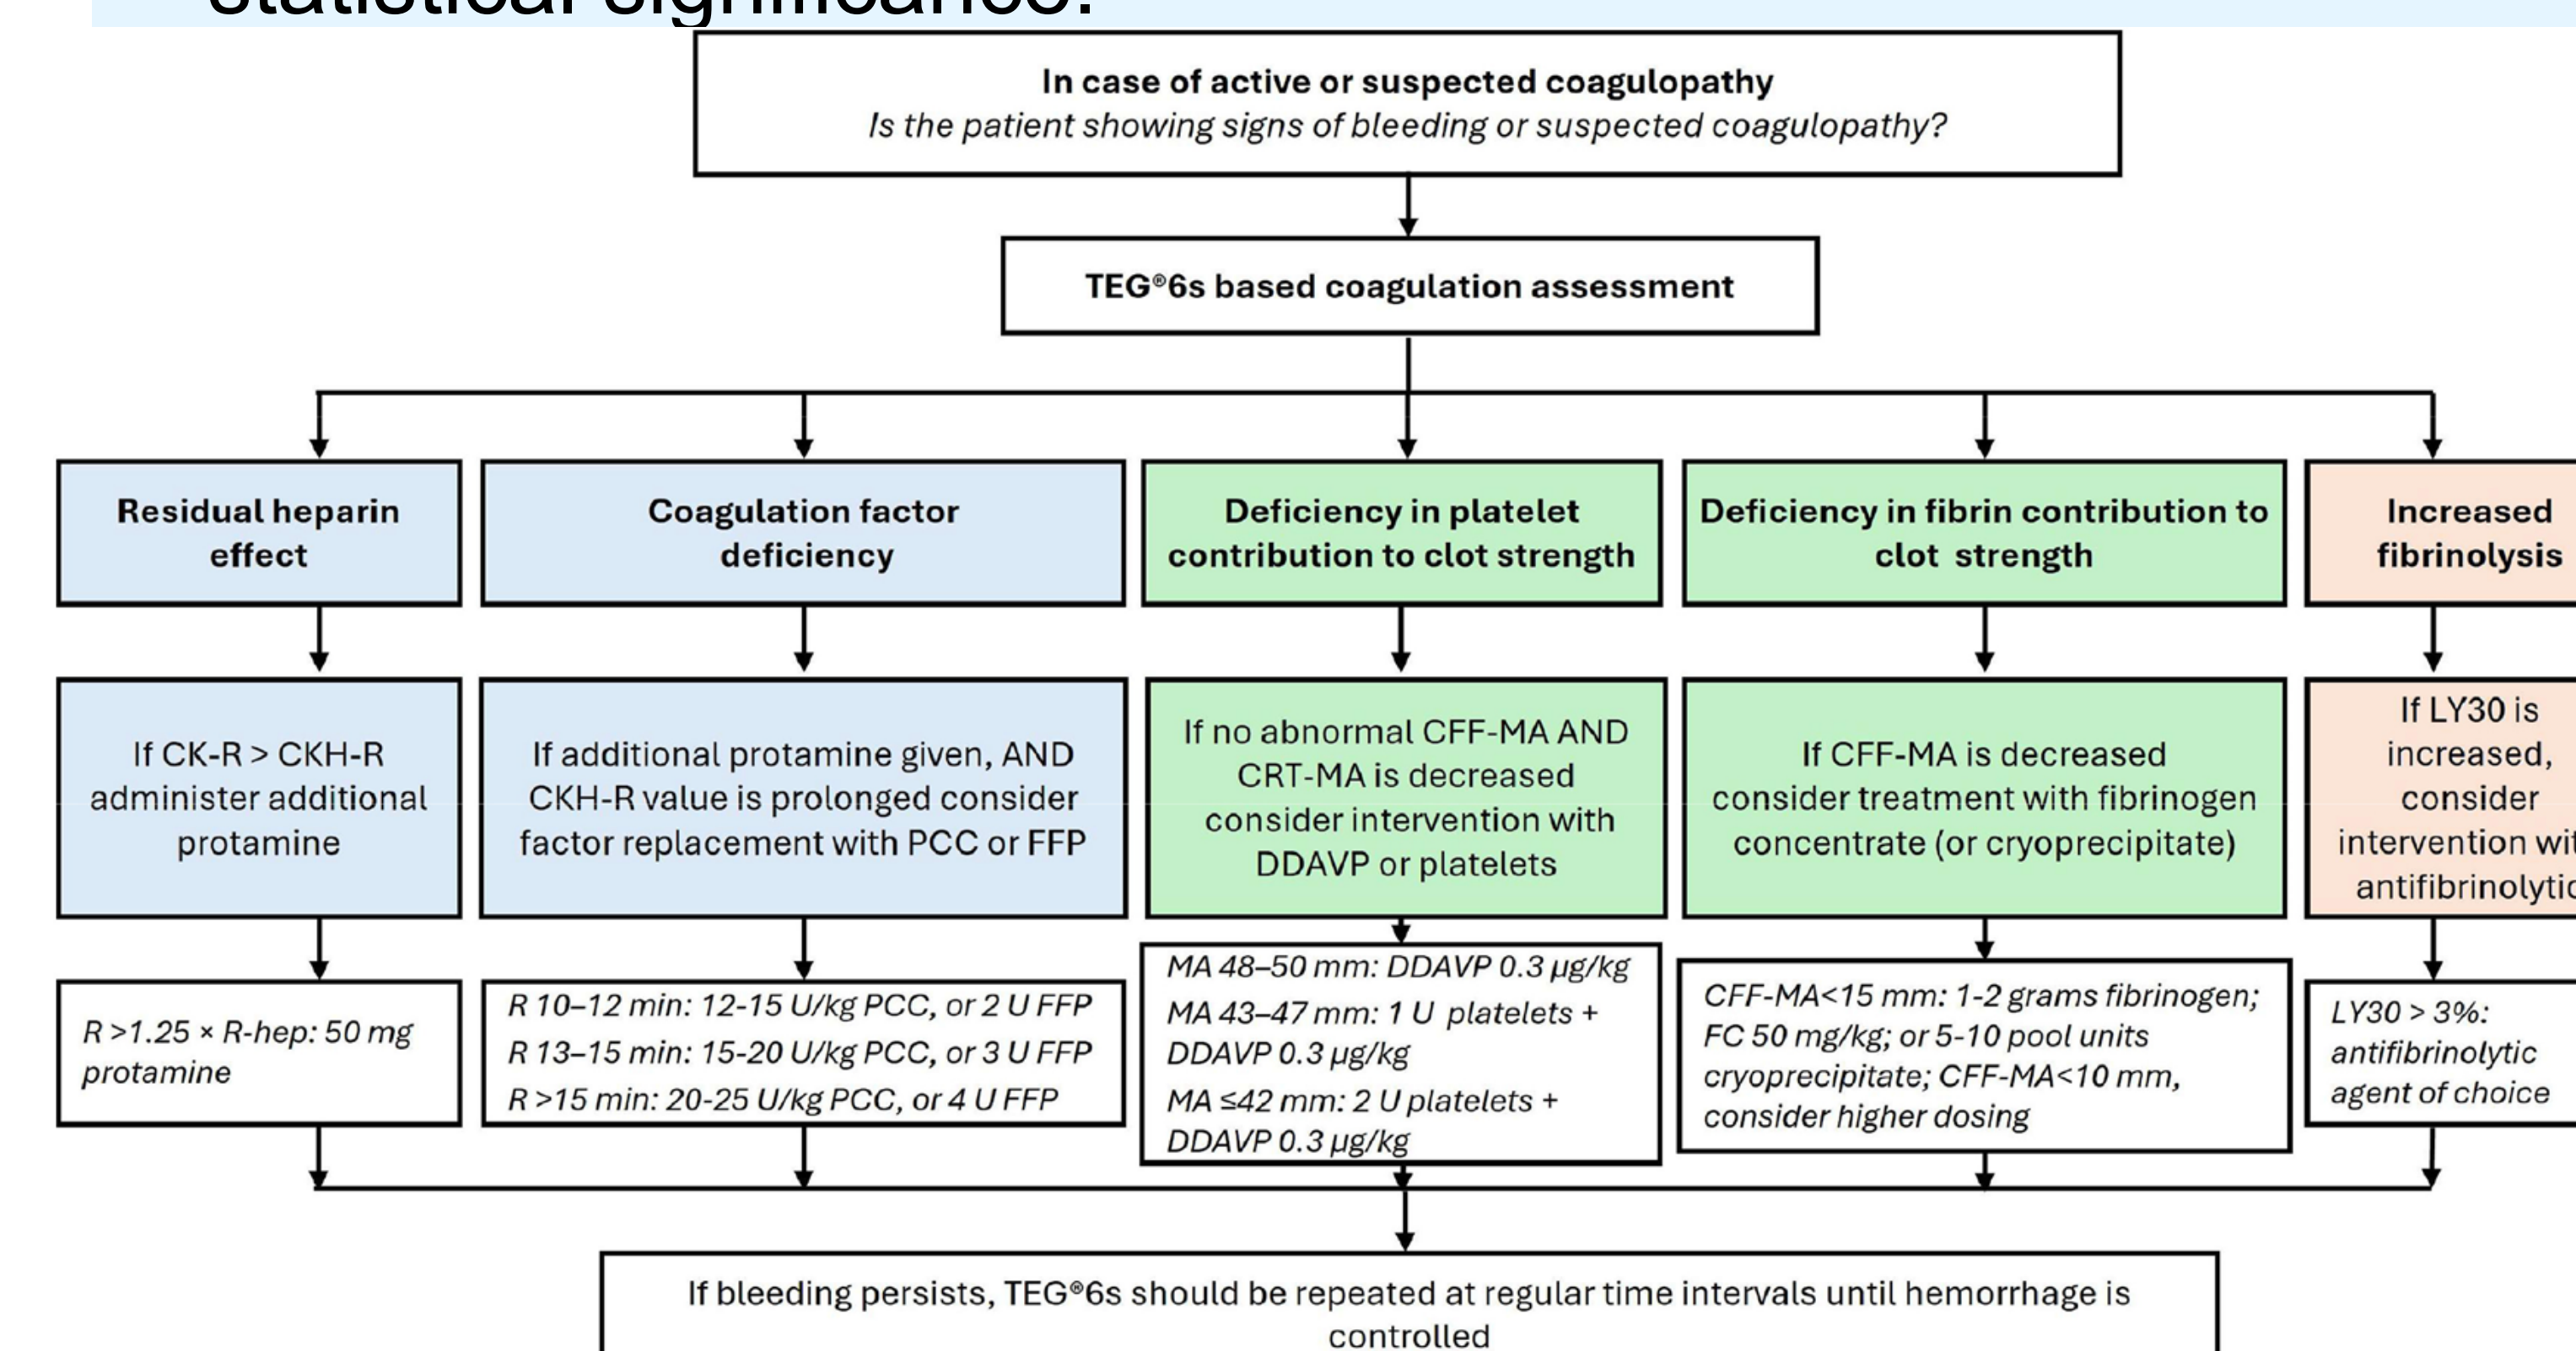 statistical significance.
In case of active or suspected coagulopathy
Is the patient showing signs of bleeding or suspected coagulopathy?
TEG®6s based coagulation assessment
Residual heparin
effect
Coagulation factor
deficiency
Deficiency in platelet
contribution to clot strength
Deficiency in fibrin contribution to
clot strength
Increased
fibrinolysis
If CK-R > CKH-R
administer additional
protamine
If additional protamine given, AND
CKH-R value is prolonged consider
factor replacement with PCC or FFP
If no abnormal CFF-MA AND
CRT-MA is decreased
consider intervention with
DDAVP or platelets
If CFF-MA is decreased
consider treatment with fibrinogen
concentrate (or cryoprecipitate)
If LY30 is
increased,
consider
intervention
R >1.25 × R-hep: 50 mg
protamine
R 10–12 min: 12-15 U/kg PCC, or 2 U FFP
R 13–15 min: 15-20 U/kg PCC, or 3 U FFP
R >15 min: 20-25 U/kg PCC, or 4 U FFP
MA 48–50 mm: DDAVP 0.3 µg/kg
MA 43–47 mm: 1 U platelets +
DDAVP 0.3 µg/kg
MA ≤42 mm: 2 U platelets +
DDAVP 0.3 µg/kg
CFF-MA<15 mm: 1-2 grams fibrinogen;
FC 50 mg/kg; or 5-10 pool units
cryoprecipitate; CFF-MA<10 mm,
consider higher dosing
LY30 > 3%:
antifibrinolytic
agent of choice
If bleeding persists, TEG®6s should be repeated at regular time intervals until hemorrhage is
controlled